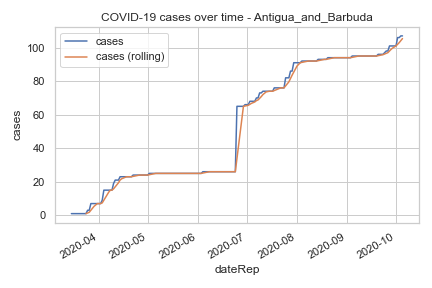 COVID-19 cases over time - Antigua_and_Barbuda
cases
cases (rolling)
100
80
60
40
20
0
cases
2020-04
2020-05
2020-06
2020-07
2020-08
2020-09
2020-10
dateRep